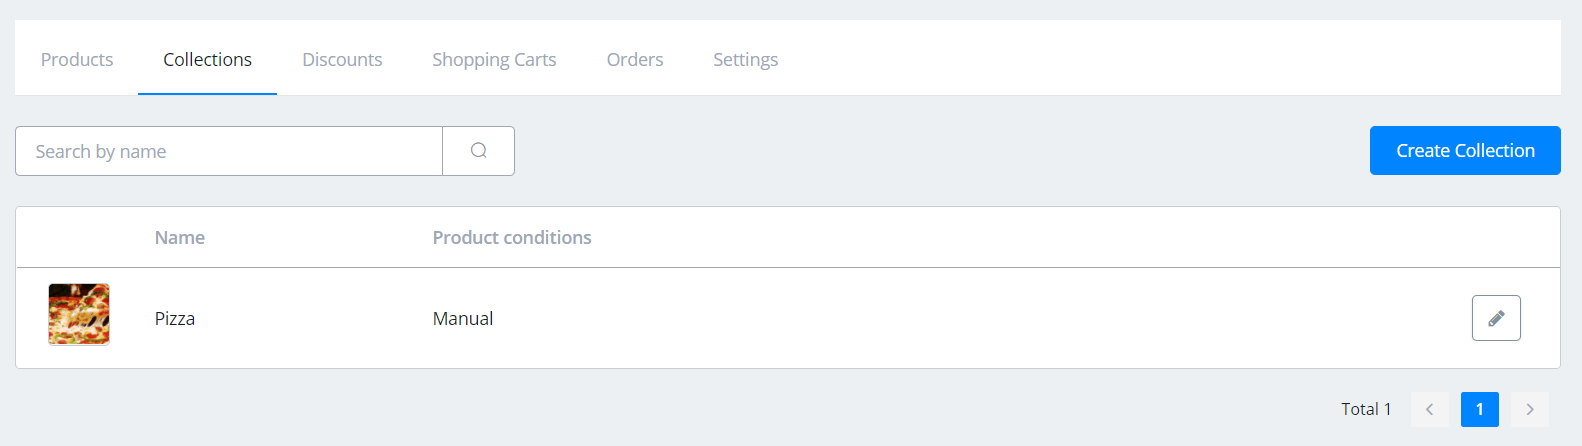 Products Collections Discounts Shopping Carts Orders Settings
Search by name
Create Collection
Name Product conditions
Pizza Manual
Total 1 1